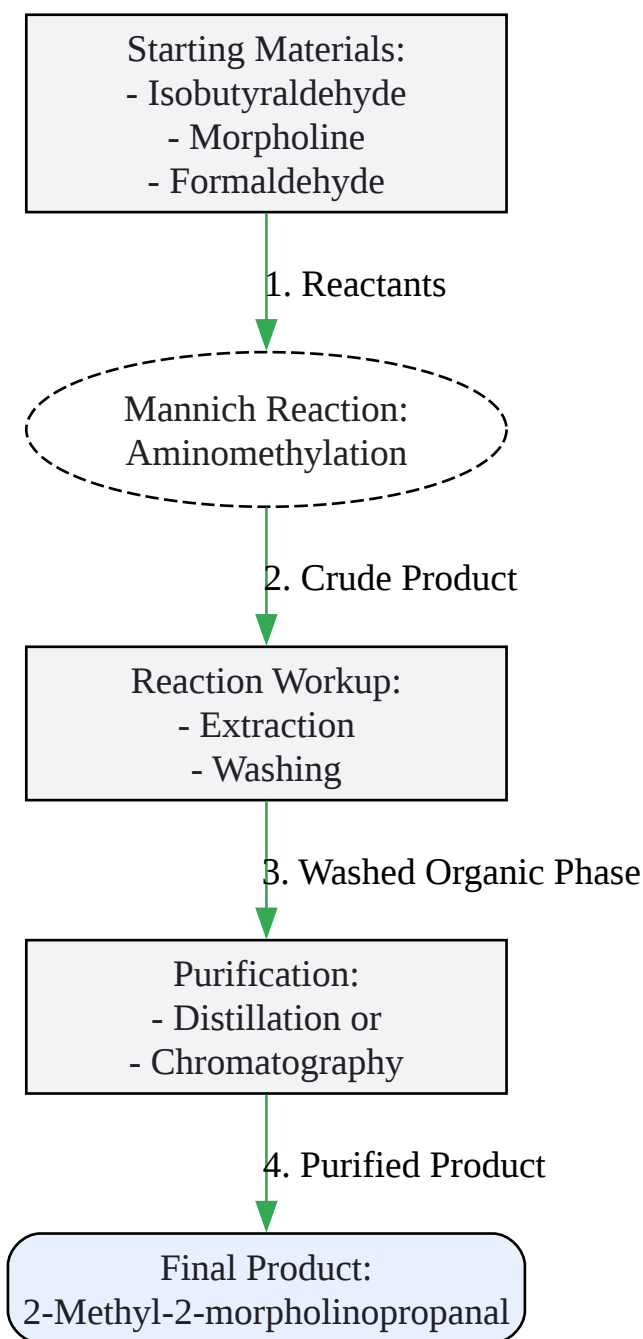 Starting Materials:
- Isobutyraldehyde
- Morpholine
- Formaldehyde
1. Reactants
Mannich Reaction:
Aminomethylation
2. Crude Product
Reaction Workup:
- Extraction
- Washing
3. Washed Organic Phase
Purification:
- Distillation or
- Chromatography
4. Purified Product
Final Product:
2-Methyl-2-morpholinopropanal